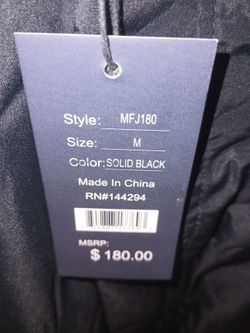 Style: MFJ180
Size: M
Color: SOLID BLACK
Made In China
RN#144294
MSRP:
$ 180.00